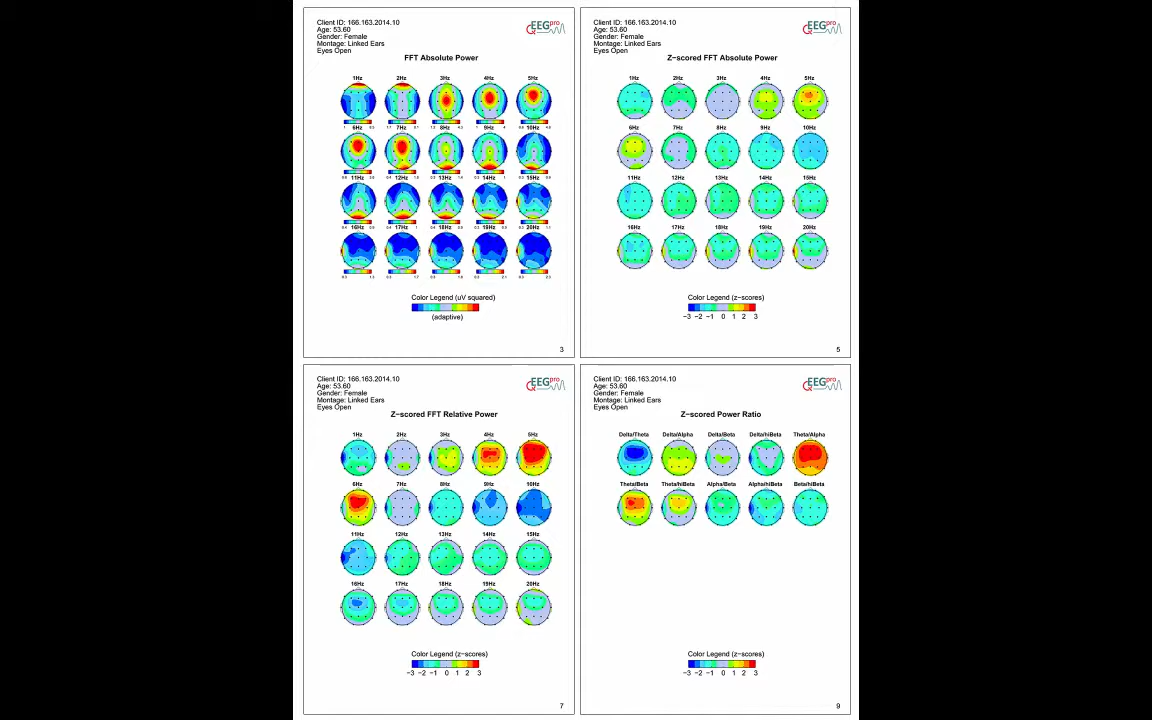 Client ID: 166.163.2014.10
Age: 53.60
Gender: Female
Montage: Linked Ears
Eyes Open
QEEGpro
FFT Absolute Power
1Hz 2Hz 3Hz 4Hz 5Hz
6Hz 7Hz 8Hz 9Hz 10Hz
11Hz 12Hz 13Hz 14Hz 15Hz
16Hz 17Hz 18Hz 19Hz 20Hz
Color Legend (uV squared)
(adaptive)
3
Client ID: 166.163.2014.10
Age: 53.60
Gender: Female
Montage: Linked Ears
Eyes Open
QEEGpro
Z−scored FFT Absolute Power
1Hz 2Hz 3Hz 4Hz 5Hz
6Hz 7Hz 8Hz 9Hz 10Hz
11Hz 12Hz 13Hz 14Hz 15Hz
16Hz 17Hz 18Hz 19Hz 20Hz
Color Legend (z−scores)
−3 −2 −1 0 1 2 3
5
Client ID: 166.163.2014.10
Age: 53.60
Gender: Female
Montage: Linked Ears
Eyes Open
QEEGpro
Z−scored FFT Relative Power
1Hz 2Hz 3Hz 4Hz 5Hz
6Hz 7Hz 8Hz 9Hz 10Hz
11Hz 12Hz 13Hz 14Hz 15Hz
16Hz 17Hz 18Hz 19Hz 20Hz
Color Legend (z−scores)
−3 −2 −1 0 1 2 3
7
Client ID: 166.163.2014.10
Age: 53.60
Gender: Female
Montage: Linked Ears
Eyes Open
QEEGpro
Z−scored Power Ratio
Delta/Theta Delta/Alpha Delta/Beta Delta/hiBeta Theta/Alpha
Theta/Beta Theta/hiBeta Alpha/Beta Alpha/hiBeta Beta/hiBeta
Color Legend (z−scores)
−3 −2 −1 0 1 2 3
9